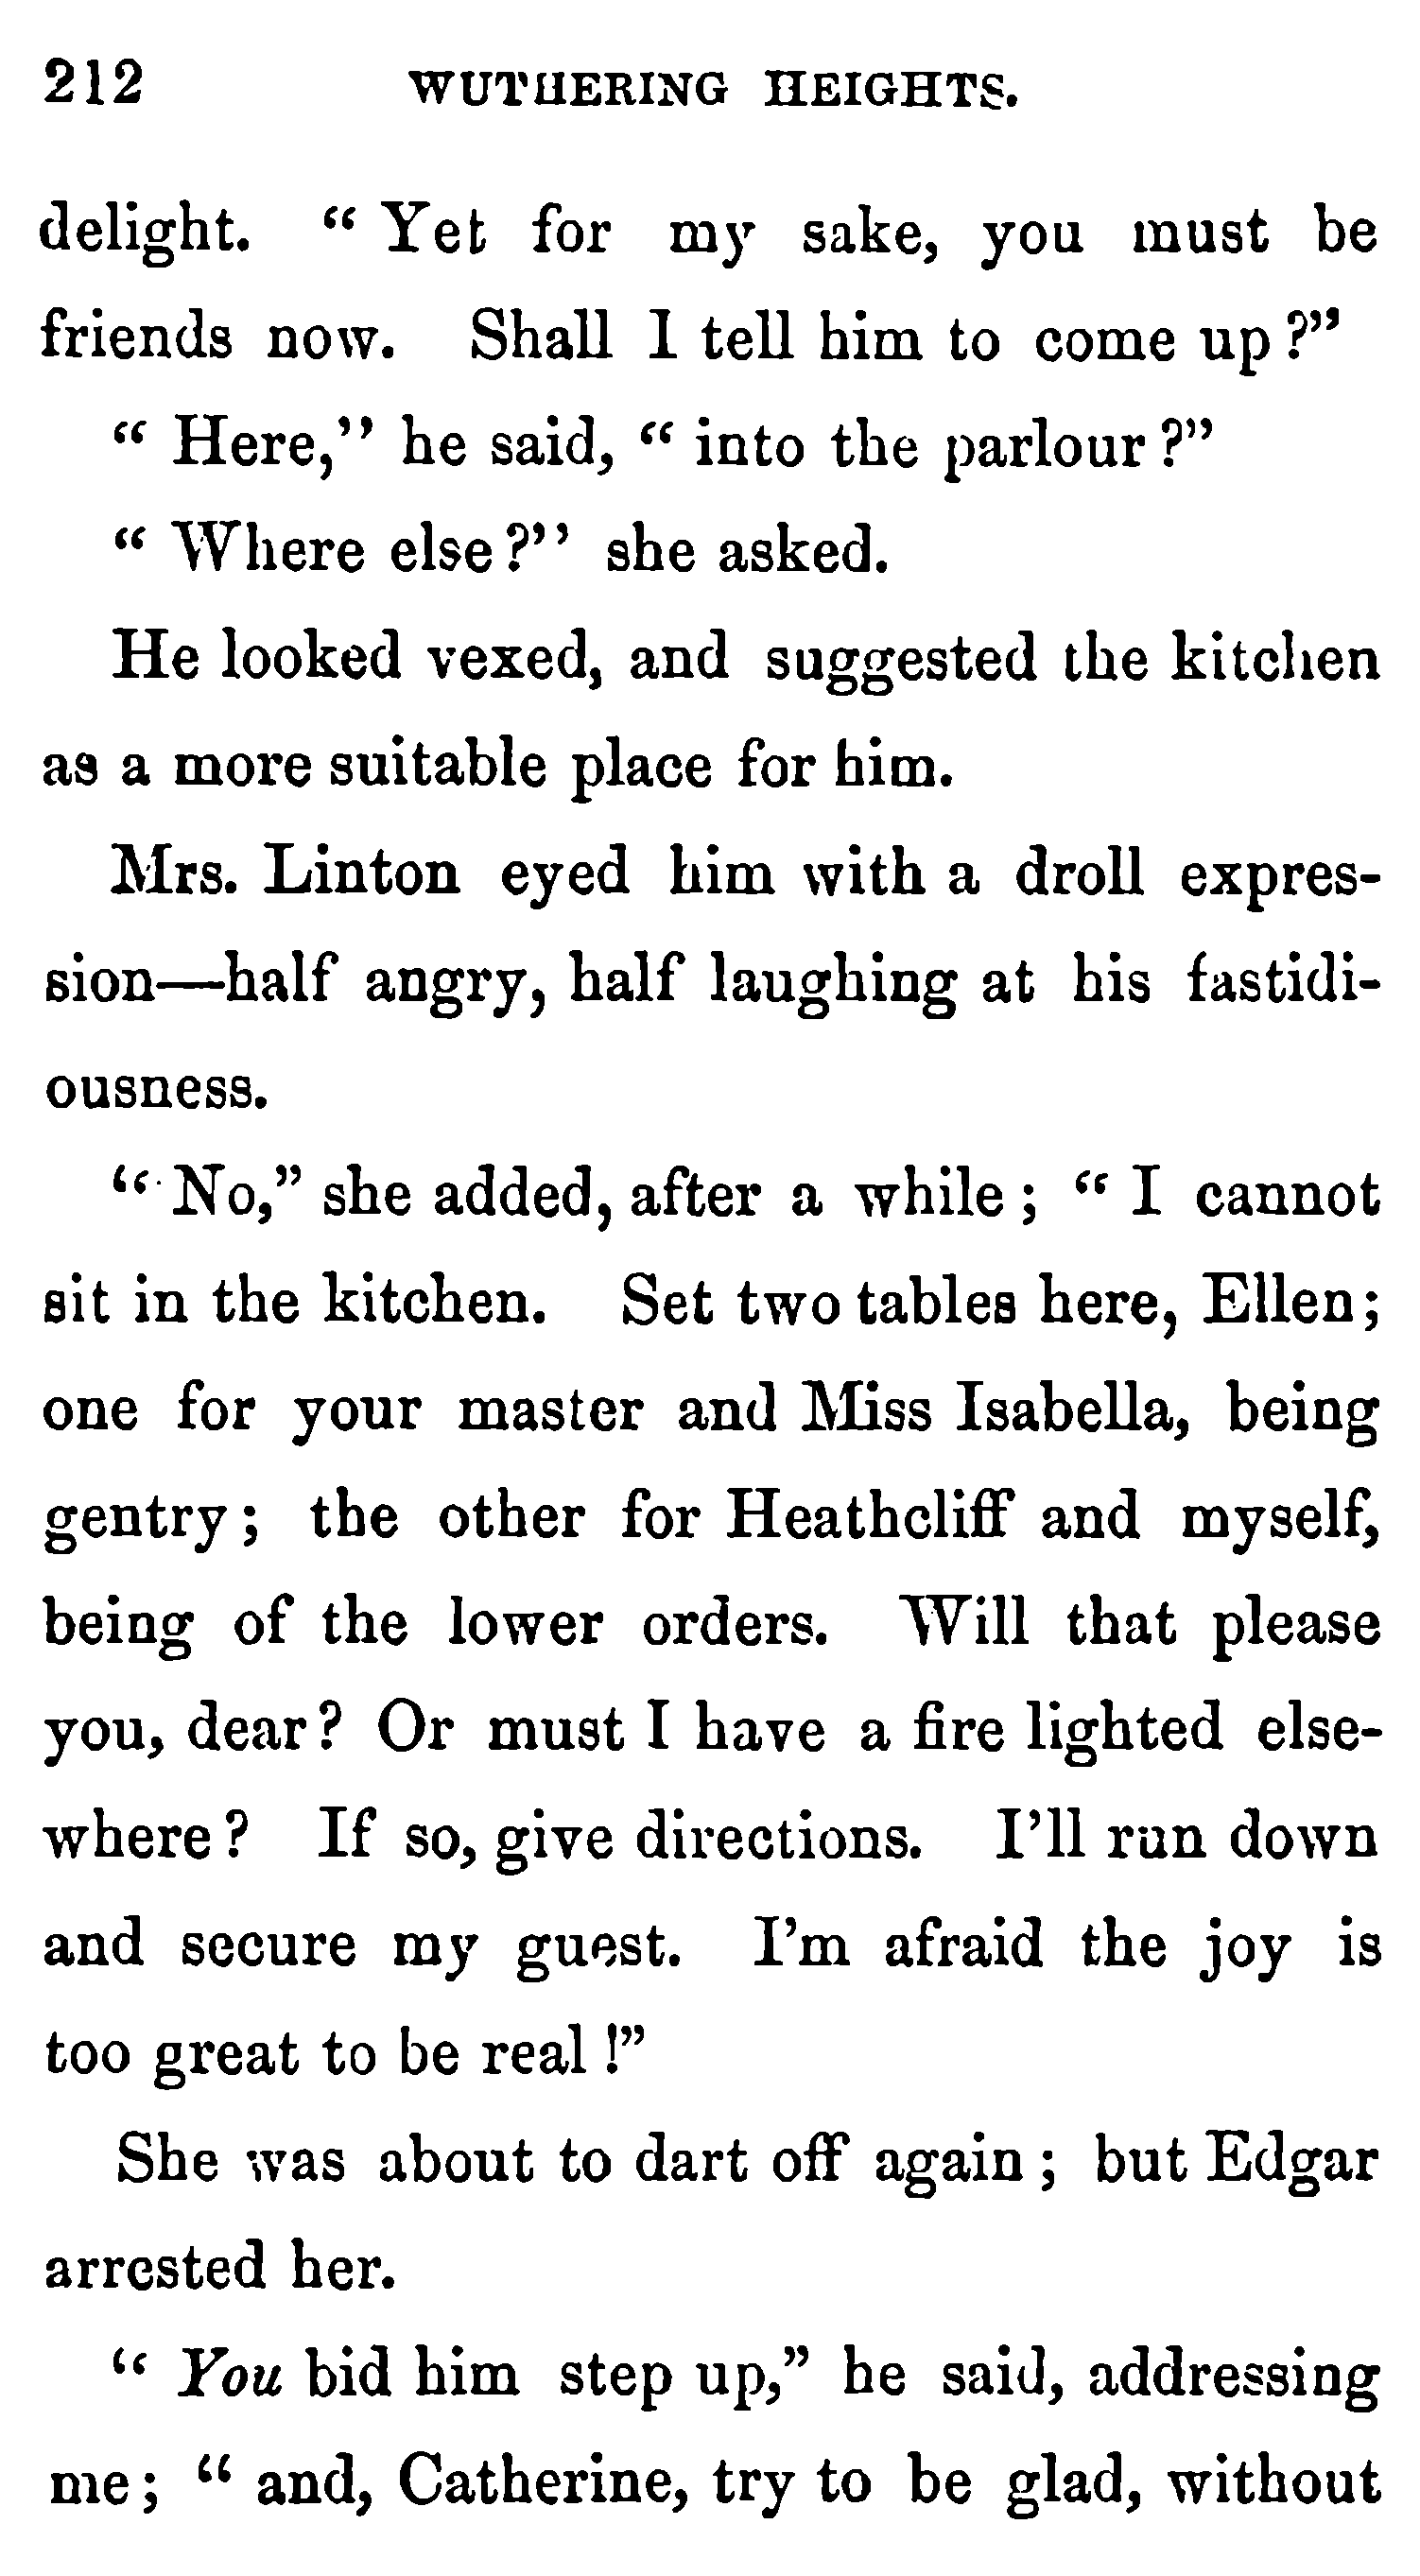 212 WUTHERING HEIGHTS.
delight. “ Yet for my sake, you must be
friends now. Shall I tell him to come up ?”
“ Here,” he said, “ into the parlour ?”
“ Where else ?” she asked.
He looked vexed, and suggested the kitchen
as a more suitable place for him.
Mrs. Linton eyed him with a droll expres-
sion—half angry, half laughing at his fastidi-
ousness.
“ No,” she added, after a while ; “ I cannot
sit in the kitchen. Set two tables here, Ellen ;
one for your master and Miss Isabella, being
gentry ; the other for Heathcliff and myself,
being of the lower orders. Will that please
you, dear ? Or must I have a fire lighted else-
where ? If so, give directions. I’ll run down
and secure my guest. I’m afraid the joy is
too great to be real !”
She was about to dart off again ; but Edgar
arrested her.
“ You bid him step up,” he said, addressing
me ; “ and, Catherine, try to be glad, without